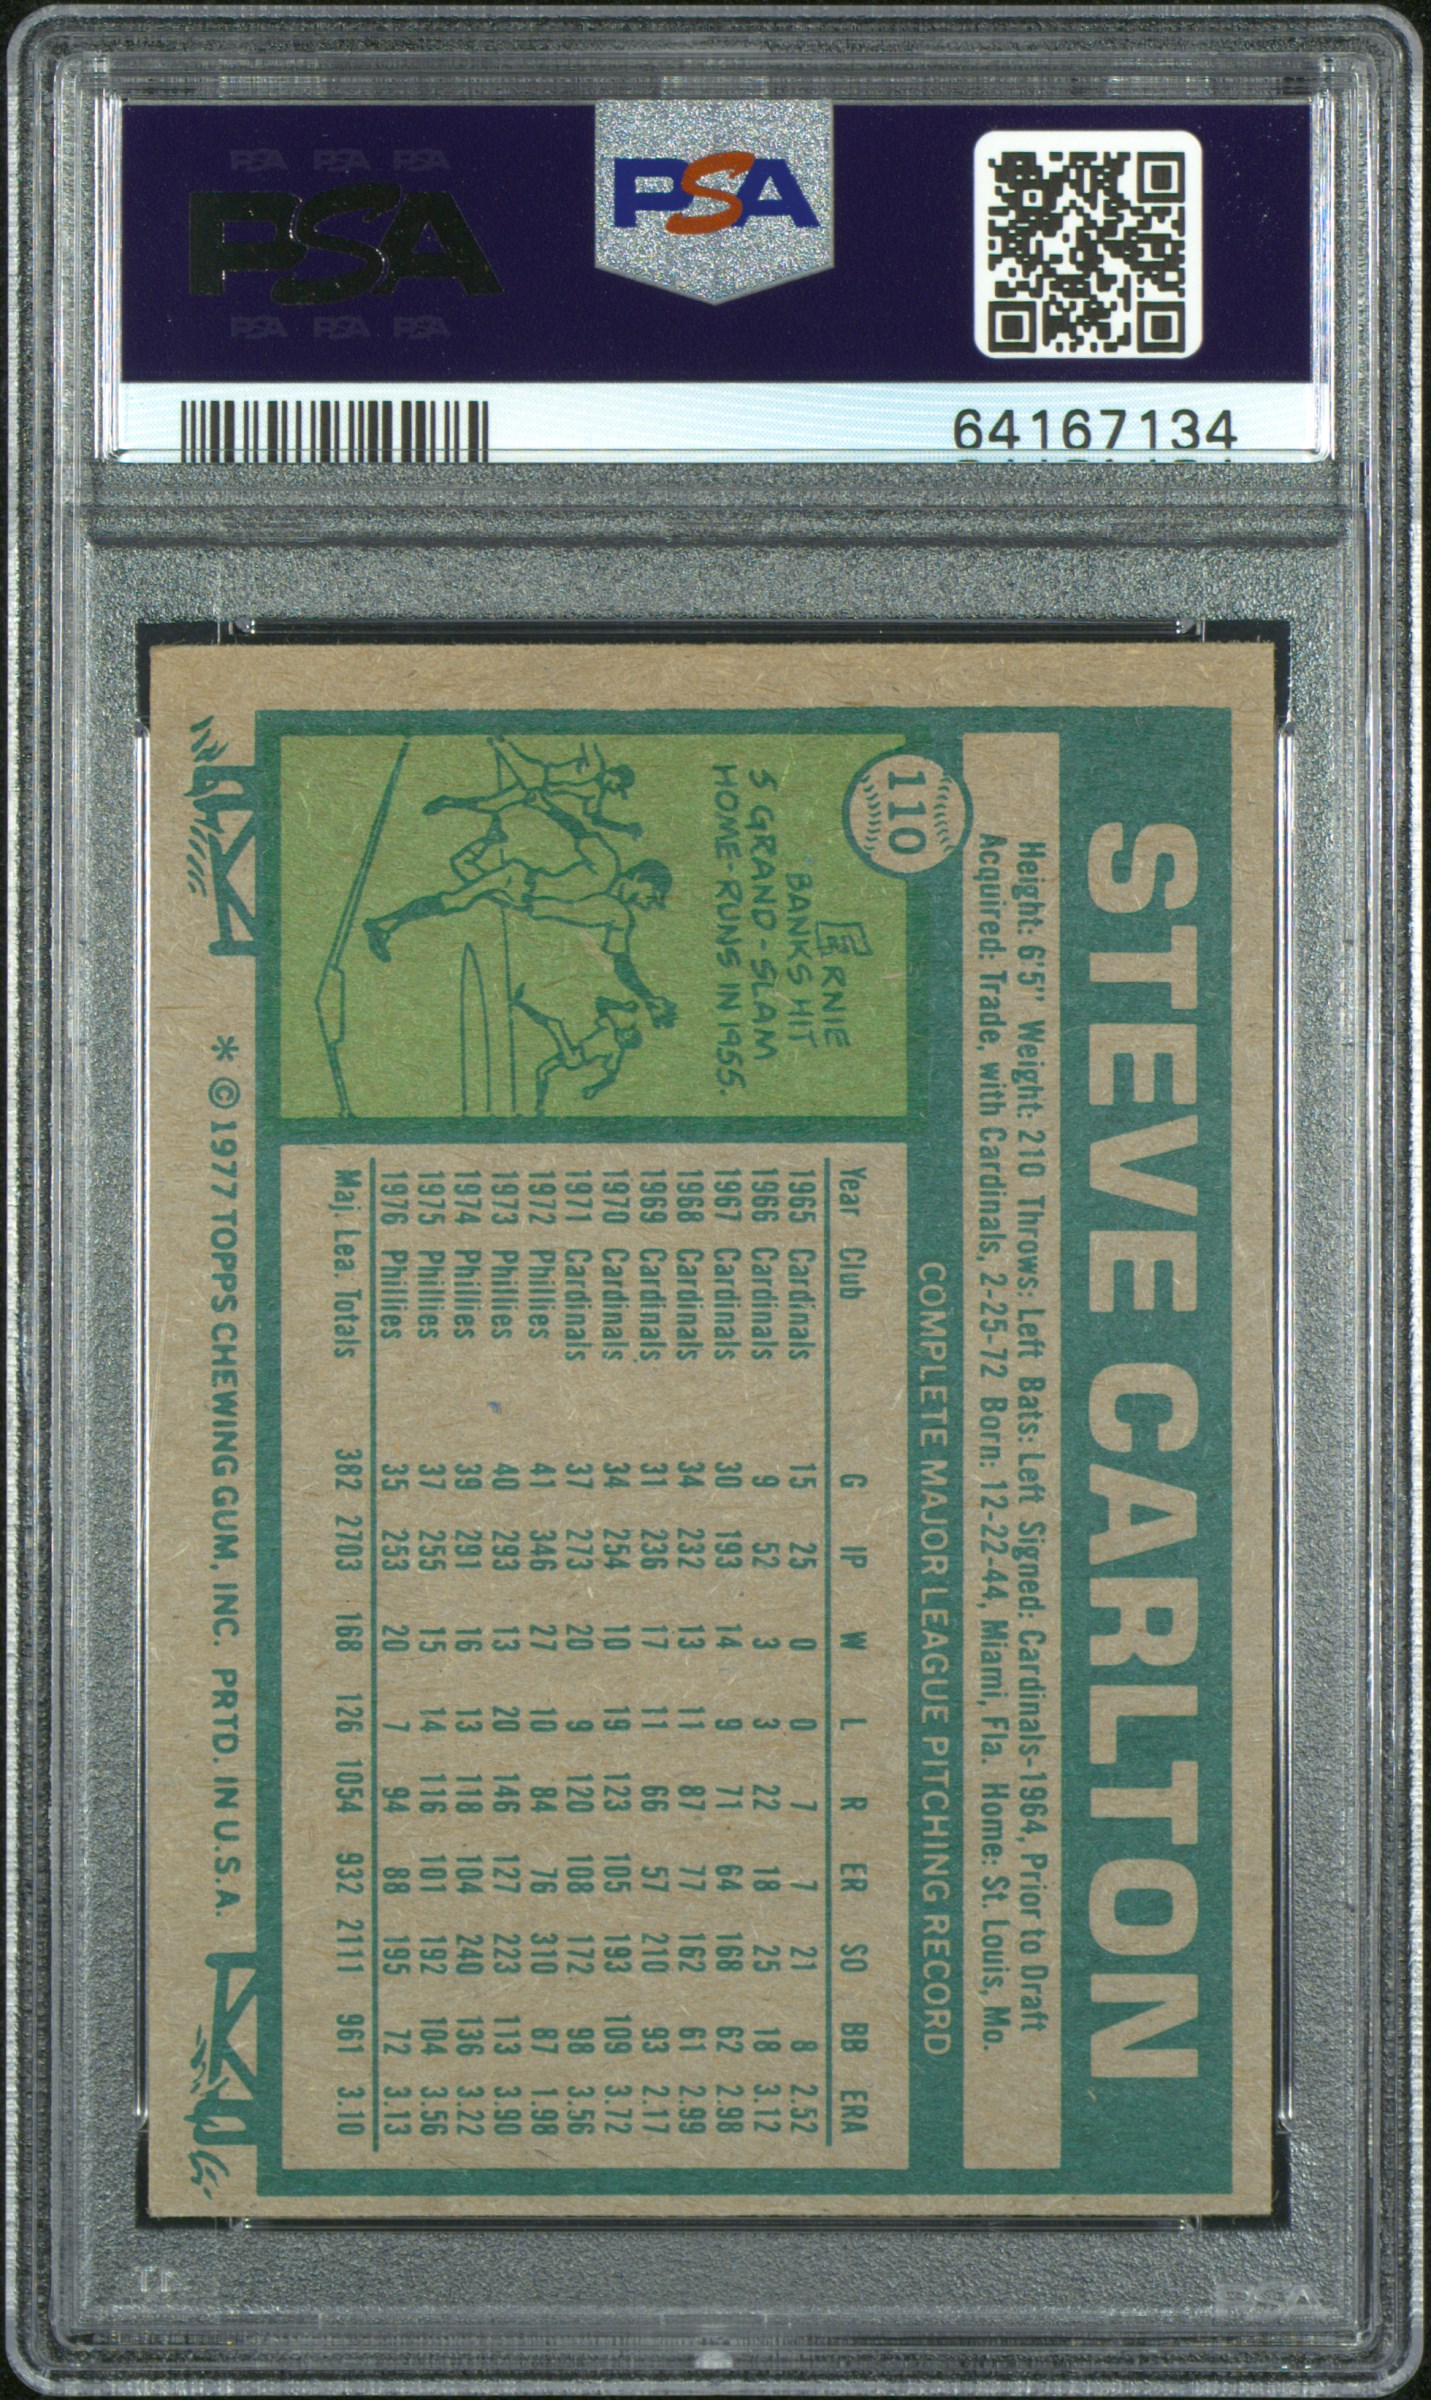 PSA PSA PSA
PSA
PSA PSA PSA
PSA
64167134
STEVE CARLTON
Height: 6'5" Weight: 210 Throws: Left Bats: Left Signed: Cardinals-1964, Prior to Draft
Acquired: Trade, with Cardinals, 2-25-72 Born: 12-22-44, Miami, Fla. Home: St. Louis, Mo.
110
COMPLETE MAJOR LEAGUE PITCHING RECORD
ERNIE
BANKS HIT
5 GRAND-SLAM
HOME-RUNS IN 1955.
Year Club G IP W L R ER SO BB ERA
1965 Cardinals 15 25 0 0 7 7 21 8 2.52
1966 Cardinals 9 52 3 3 22 18 25 18 3.12
1967 Cardinals 30 193 14 9 71 64 168 62 2.98
1968 Cardinals 34 232 13 11 87 77 162 61 2.99
1969 Cardinals 31 236 17 11 66 57 210 93 2.17
1970 Cardinals 34 254 10 19 123 105 193 109 3.72
1971 Cardinals 37 273 20 9 120 108 172 98 3.56
1972 Phillies 41 346 27 10 84 76 310 87 1.98
1973 Phillies 40 293 13 20 146 127 223 113 3.90
1974 Phillies 39 291 16 13 118 104 240 136 3.22
1975 Phillies 37 255 15 14 116 101 192 104 3.56
1976 Phillies 35 253 20 7 94 88 195 72 3.13
Maj. Lea. Totals 382 2703 168 126 1054 932 2111 961 3.10
* © 1977 TOPPS CHEWING GUM, INC. PRTD. IN U.S.A.
PSA